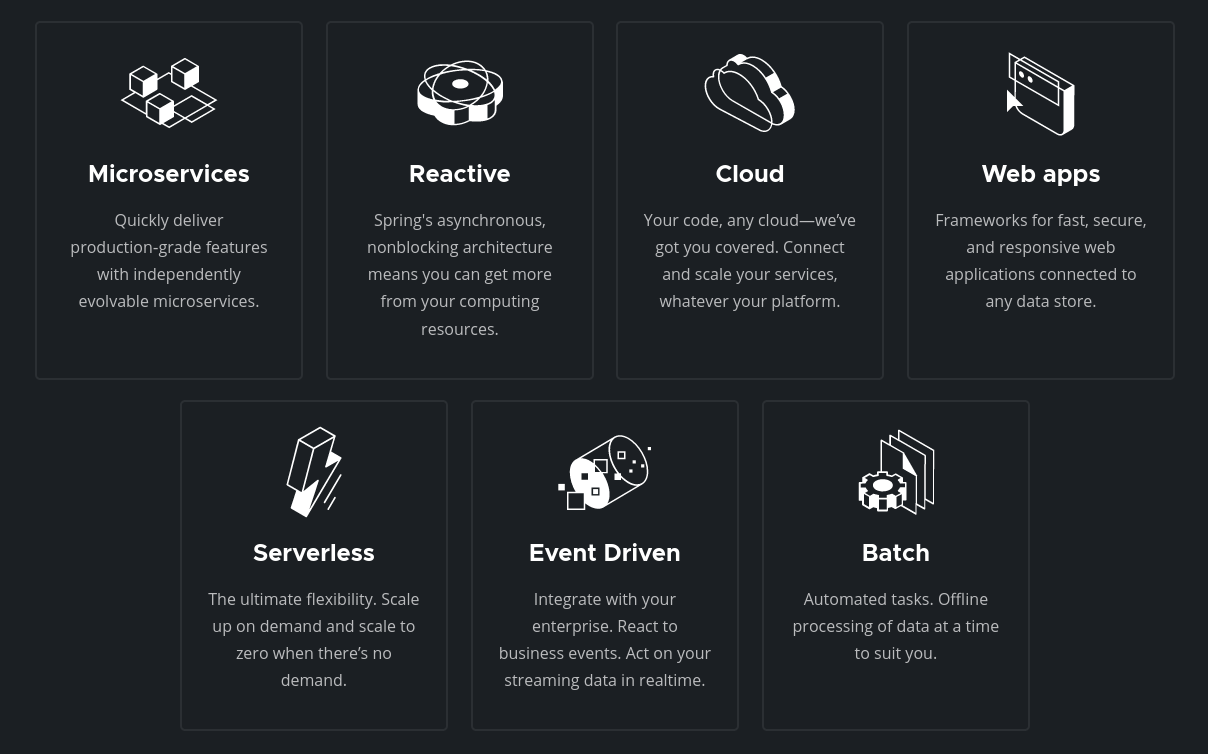 Microservices
Quickly deliver
production-grade features
with independently
evolvable microservices.
Reactive
Spring's asynchronous,
nonblocking architecture
means you can get more
from your computing
resources.
Cloud
Your code, any cloud—we’ve
got you covered. Connect
and scale your services,
whatever your platform.
Web apps
Frameworks for fast, secure,
and responsive web
applications connected to
any data store.
Serverless
The ultimate flexibility. Scale
up on demand and scale to
zero when there’s no
demand.
Event Driven
Integrate with your
enterprise. React to
business events. Act on your
streaming data in realtime.
Batch
Automated tasks. Offline
processing of data at a time
to suit you.